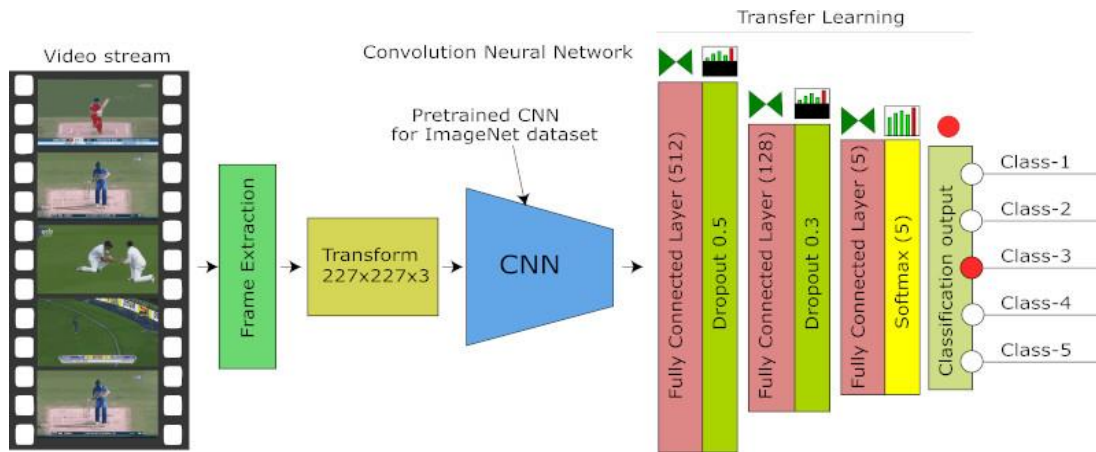 Transfer Learning
Video stream
Convolution Neural Network
Pretrained CNN
for ImageNet dataset
Frame Extraction
Transform
227x227x3
CNN
Fully Connected Layer (512)
Dropout 0.5
Fully Connected Layer (128)
Dropout 0.3
Fully Connected Layer (5)
Softmax (5)
Classification output
Class-1
Class-2
Class-3
Class-4
Class-5